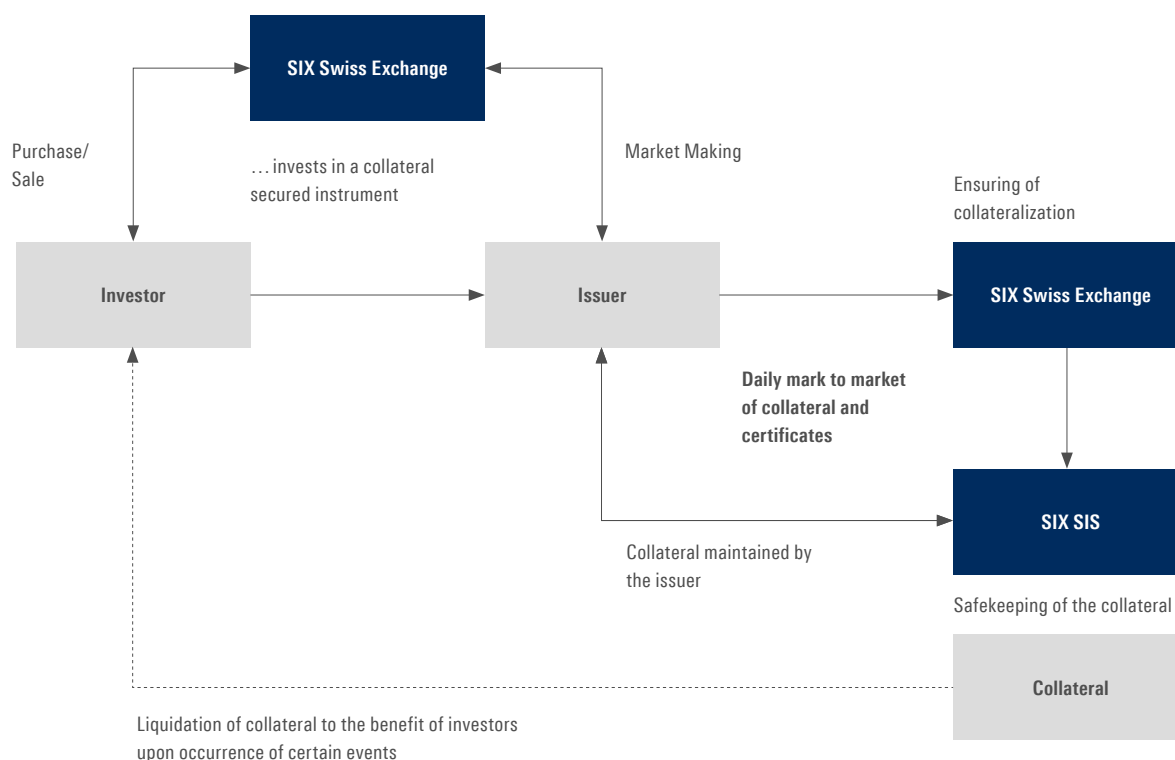 SIX Swiss Exchange
Purchase/
Sale
… invests in a collateral
secured instrument
Market Making
Ensuring of
collateralization
Investor
Issuer
SIX Swiss Exchange
Daily mark to market
of collateral and
certificates
SIX SIS
Collateral maintained by
the issuer
Safekeeping of the collateral
Collateral
Liquidation of collateral to the benefit of investors
upon occurrence of certain events